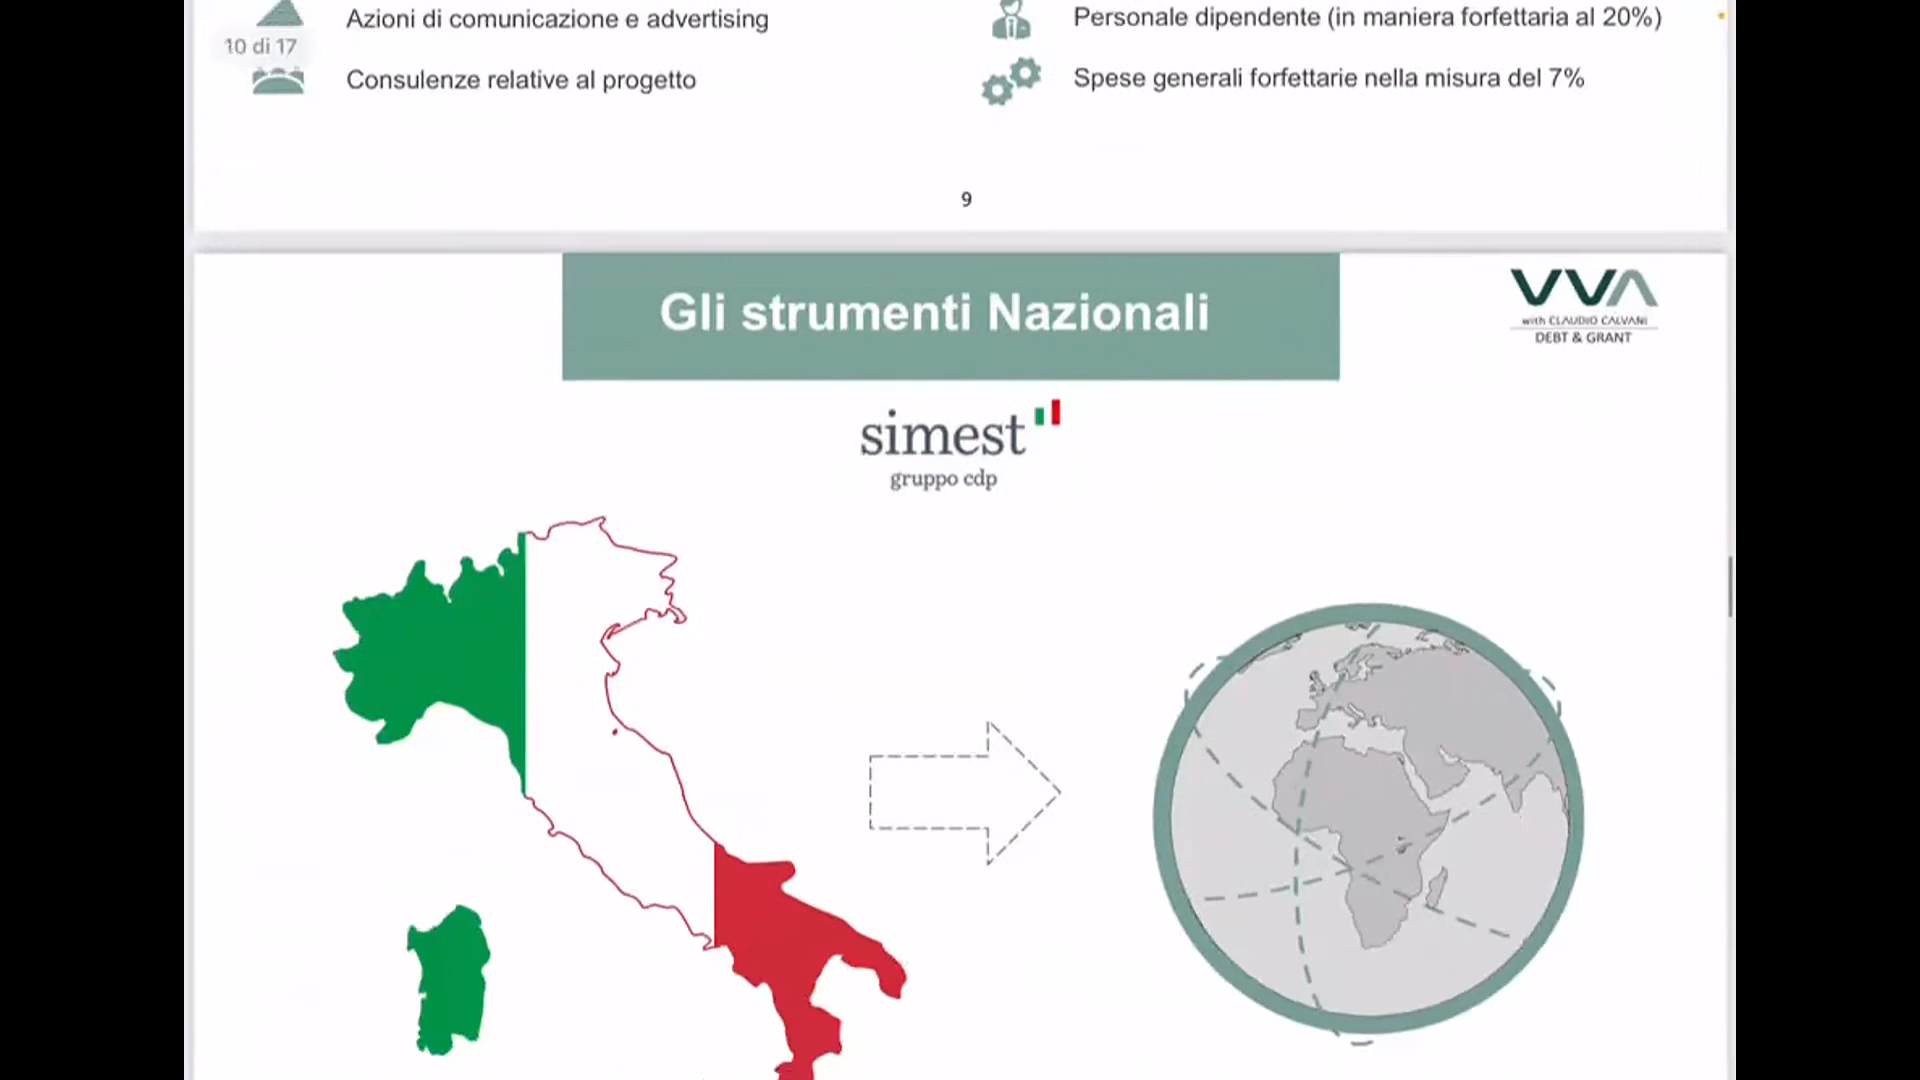 Azioni di comunicazione e advertising
Personale dipendente (in maniera forfettaria al 20%)
10 di 17
Consulenze relative al progetto
Spese generali forfettarie nella misura del 7%
9
Gli strumenti Nazionali
VVA
with CLAUDIO CALVANI
DEBT & GRANT
simest
gruppo cdp